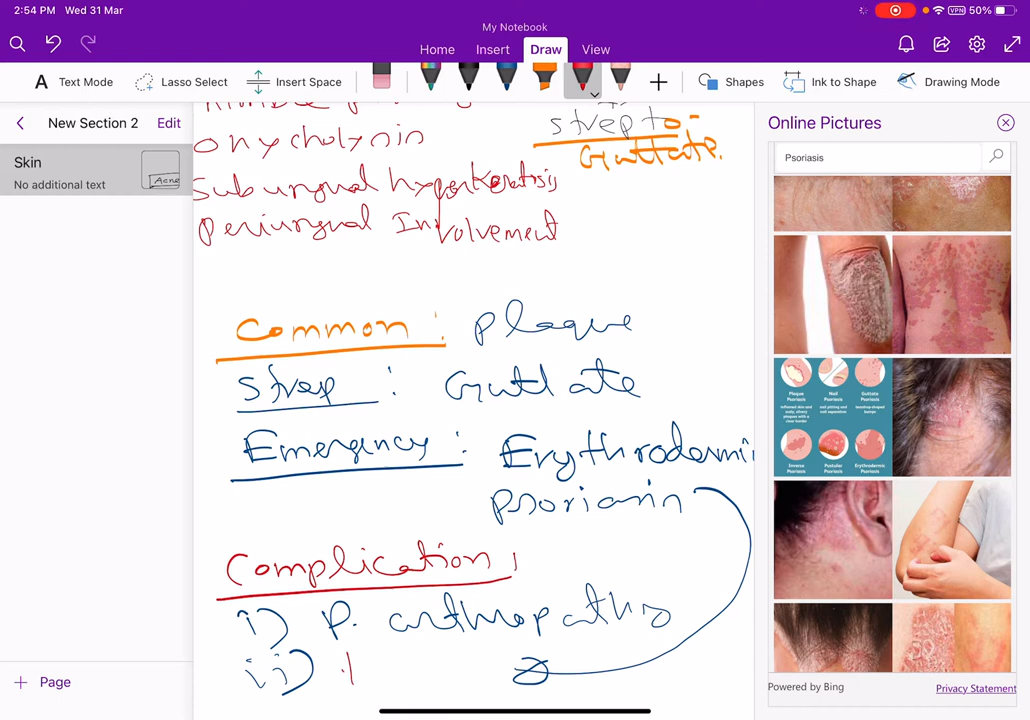 2:54 PM Wed 31 Mar
VPN 50%
My Notebook
Home Insert Draw View
A Text Mode Lasso Select Insert Space Shapes Ink to Shape Drawing Mode
New Section 2 Edit
Skin
No additional text
Acne
strepto-
Guttate.
onycholysis
subungual hyperkeratosis
periungual Involvement
Common : plaque
Strep : Guttate
Emergency : Erythrodermi
psoriasis
Complication :
i) P. arthropathy
ii)
Page
Online Pictures
Psoriasis
Plaque Psoriasis
Nail Psoriasis
Guttate Psoriasis
Inverse Psoriasis
Pustular Psoriasis
Erythrodermic Psoriasis
Powered by Bing
Privacy Statement